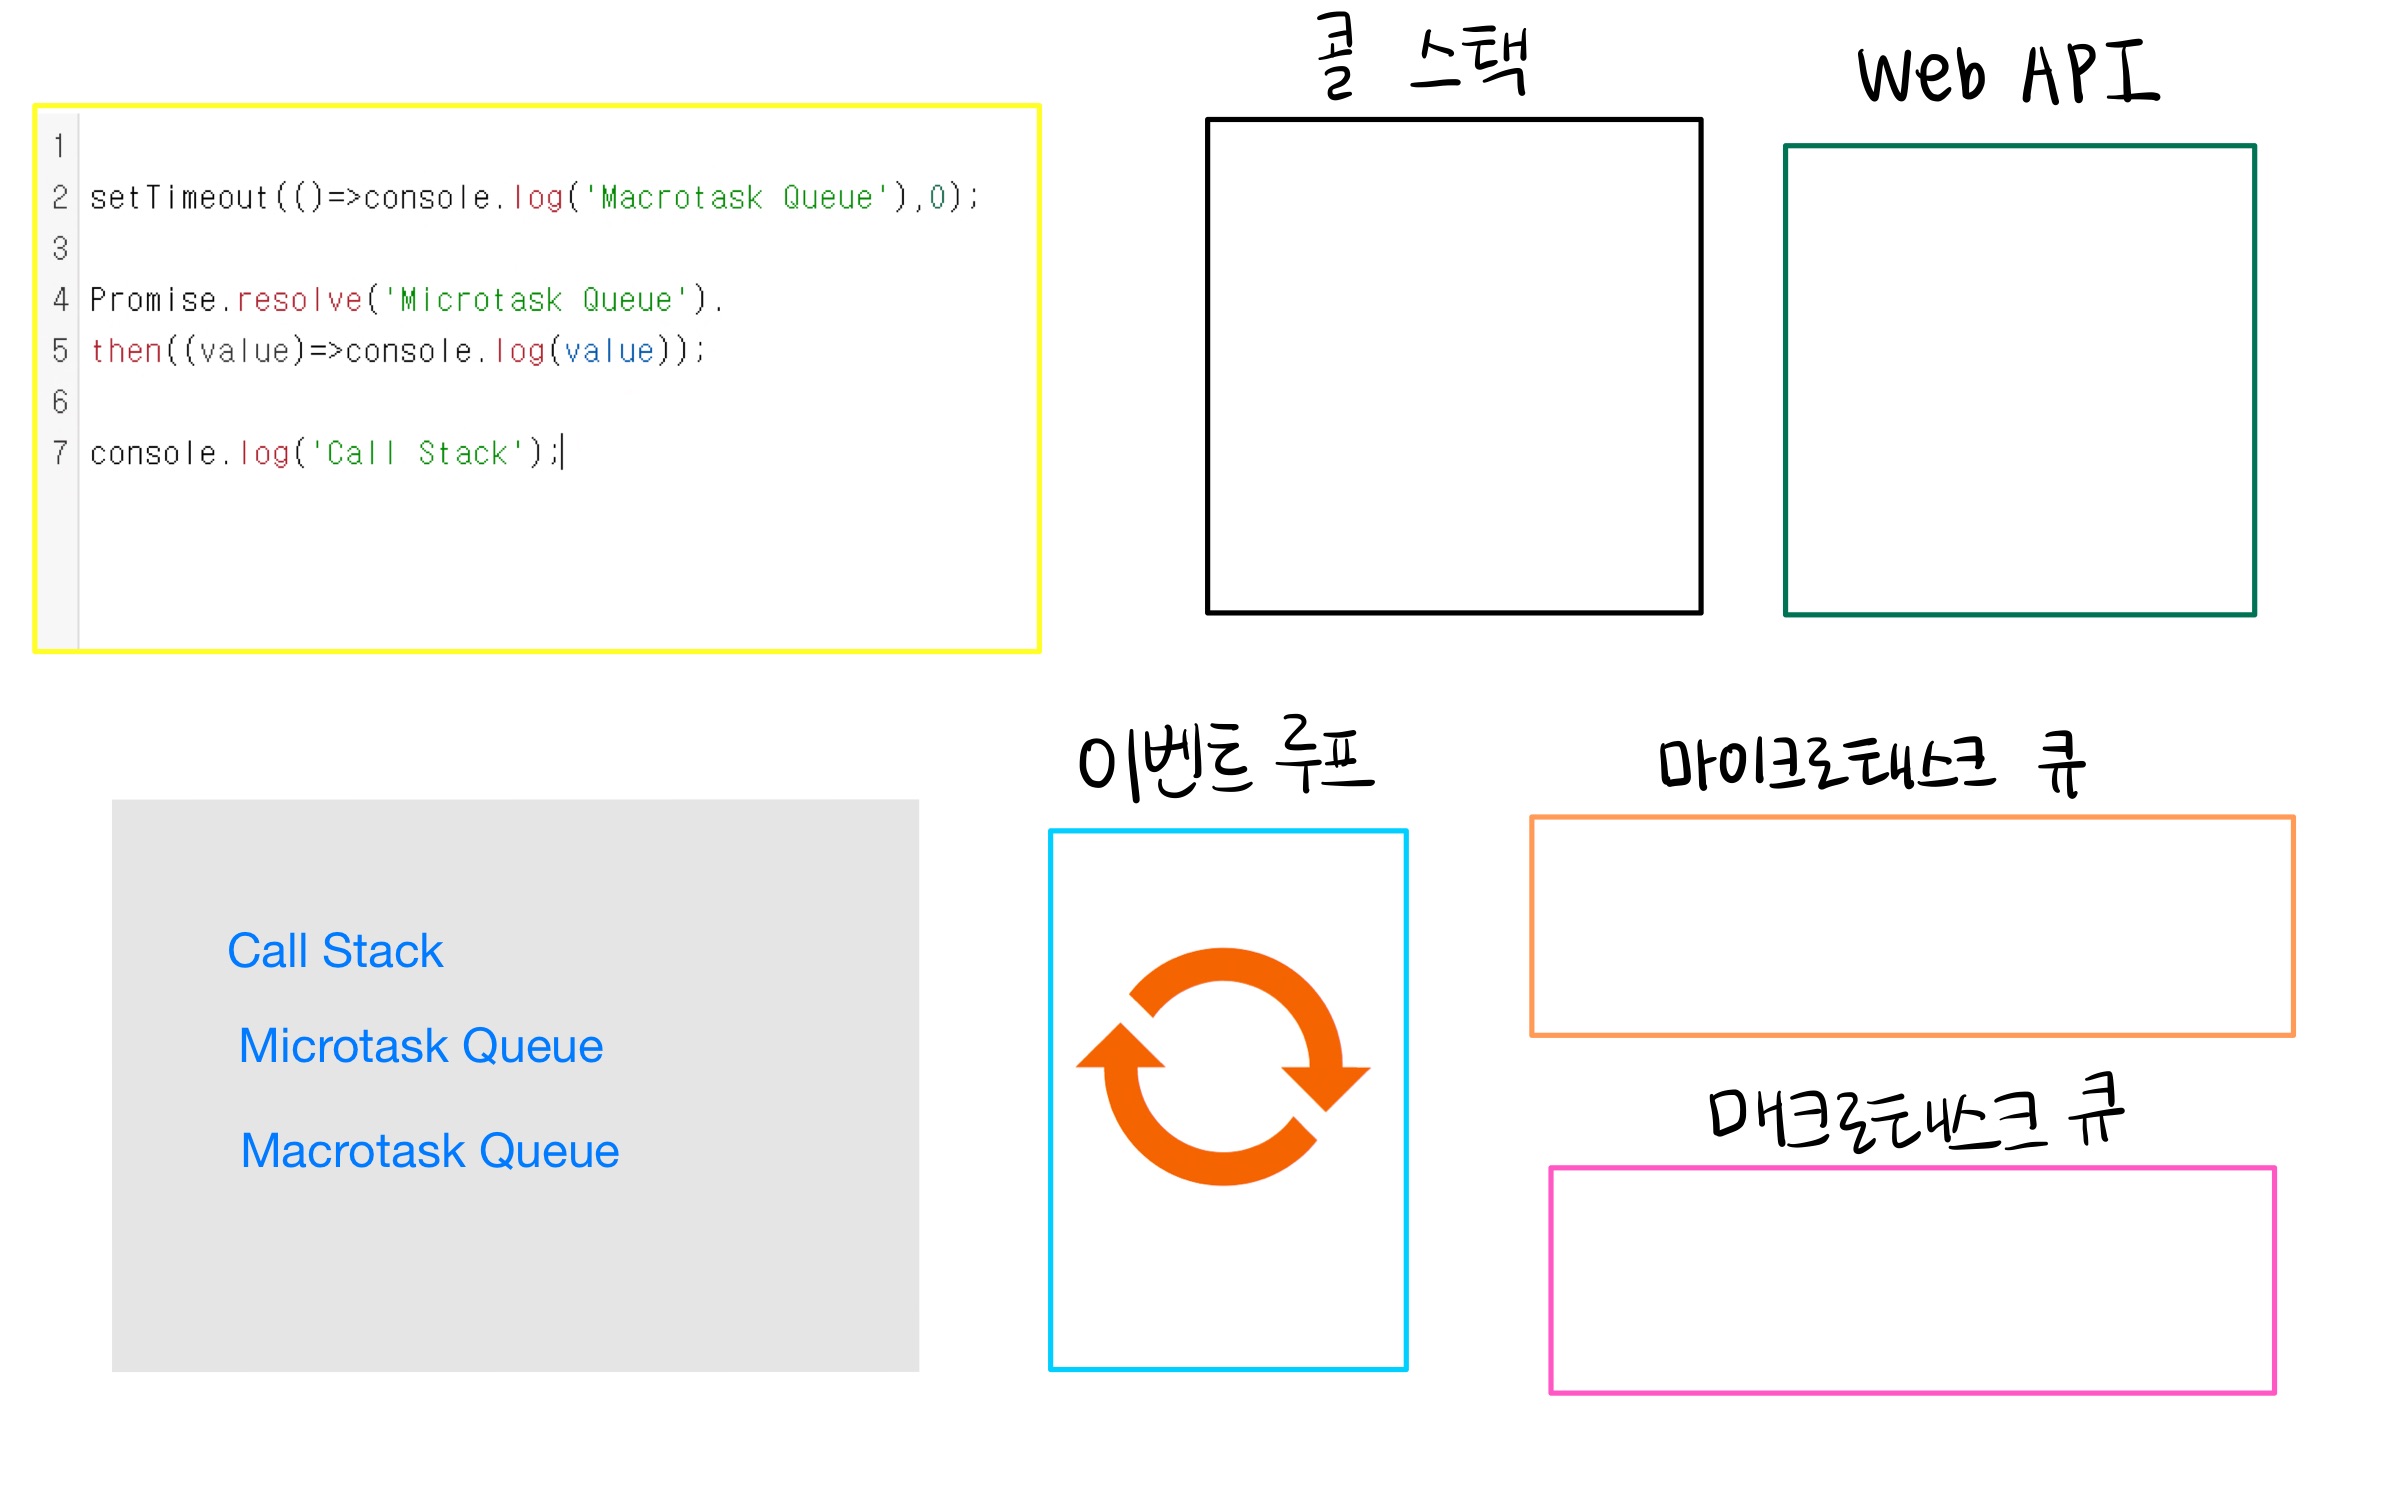 콜 스택
Web API
1
2 setTimeout(()=>console.log('Macrotask Queue'),0);
3
4 Promise.resolve('Microtask Queue').
5 then((value)=>console.log(value));
6
7 console.log('Call Stack');
이벤트 루프
마이크로태스크 큐
Call Stack
Microtask Queue
Macrotask Queue
매크로태스크 큐